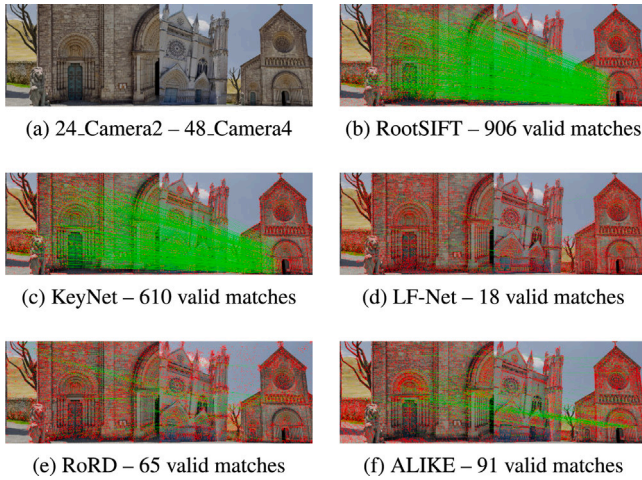 (a) 24_Camera2 – 48_Camera4
(b) RootSIFT – 906 valid matches
(c) KeyNet – 610 valid matches
(d) LF-Net – 18 valid matches
(e) RoRD – 65 valid matches
(f) ALIKE – 91 valid matches